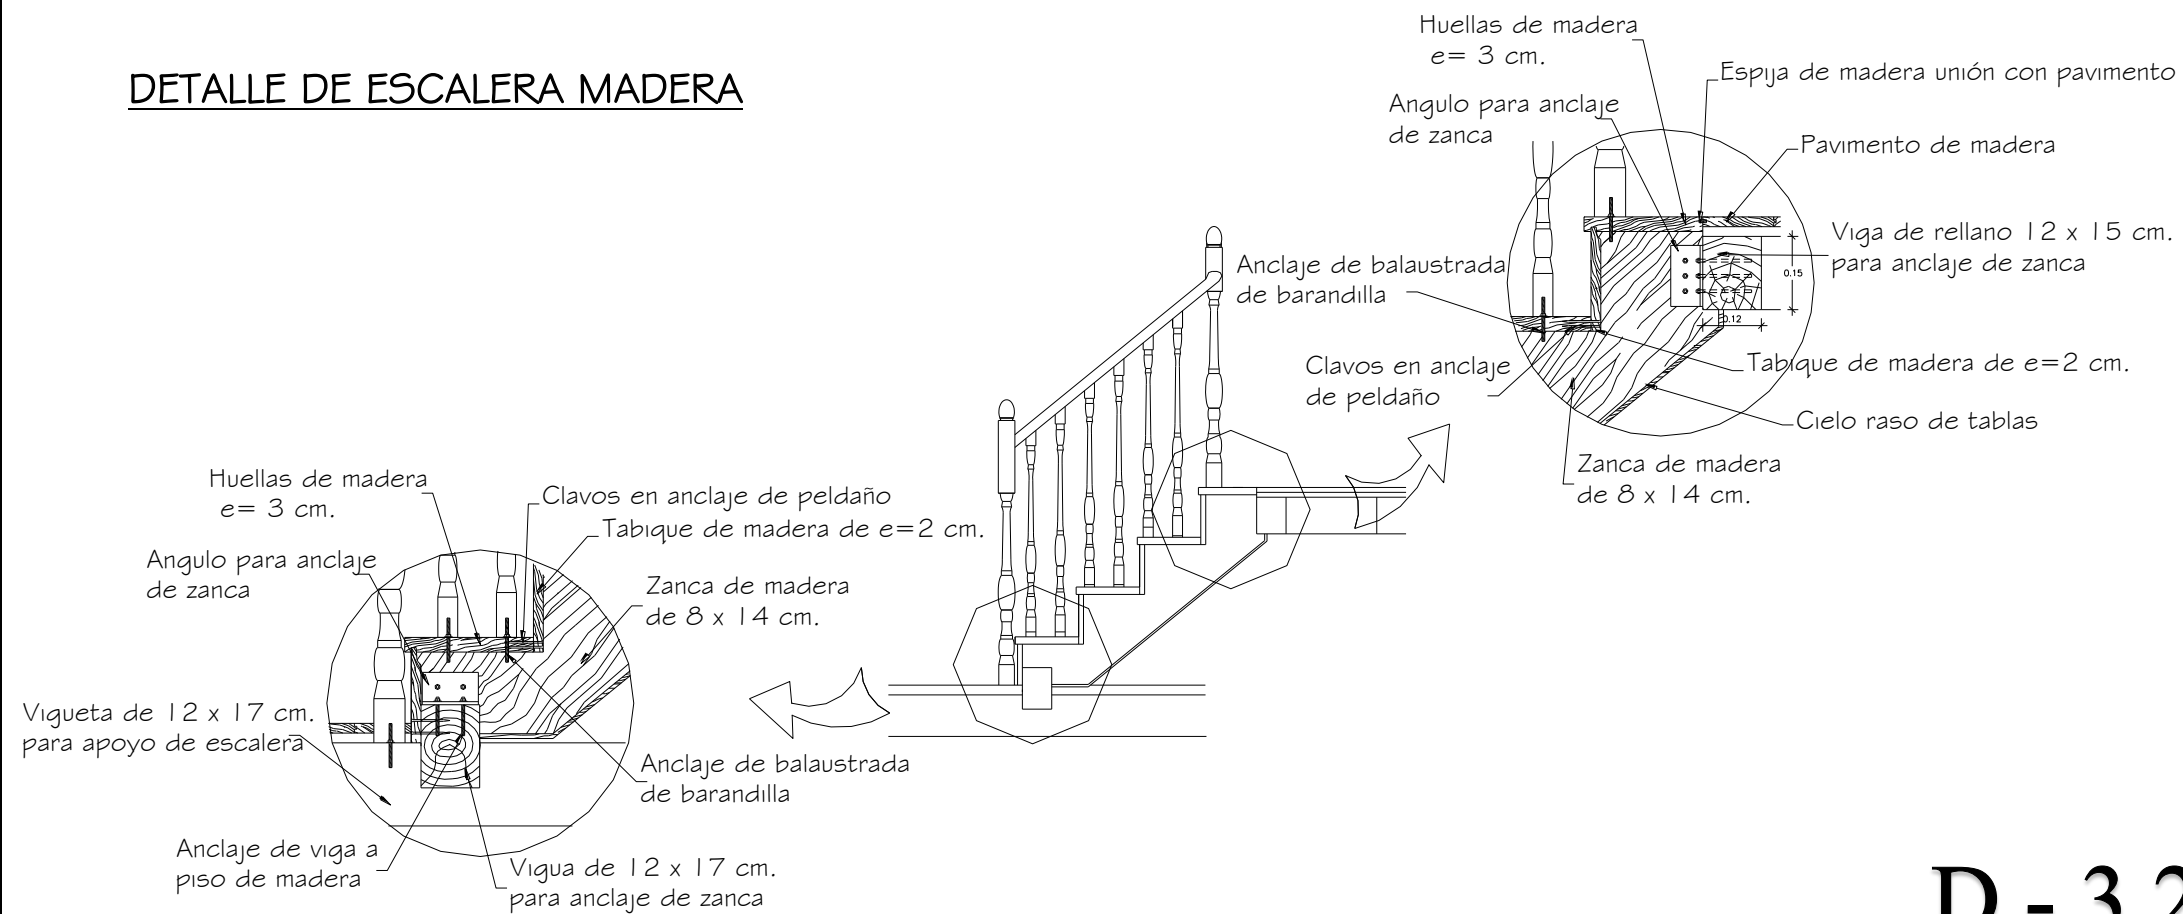 DETALLE DE ESCALERA MADERA
Huellas de madera
e= 3 cm.
Espija de madera unión con pavimento
Angulo para anclaje
de zanca
Pavimento de madera
Viga de rellano 12 x 15 cm.
para anclaje de zanca
0.15
0.12
Anclaje de balaustrada
de barandilla
Clavos en anclaje
de peldaño
Tabique de madera de e=2 cm.
Cielo raso de tablas
Zanca de madera
de 8 x 14 cm.
Huellas de madera
e= 3 cm.
Clavos en anclaje de peldaño
Tabique de madera de e=2 cm.
Angulo para anclaje
de zanca
Zanca de madera
de 8 x 14 cm.
Vigueta de 12 x 17 cm.
para apoyo de escalera
Anclaje de balaustrada
de barandilla
Anclaje de viga a
piso de madera
Vigua de 12 x 17 cm.
para anclaje de zanca
D - 3.2